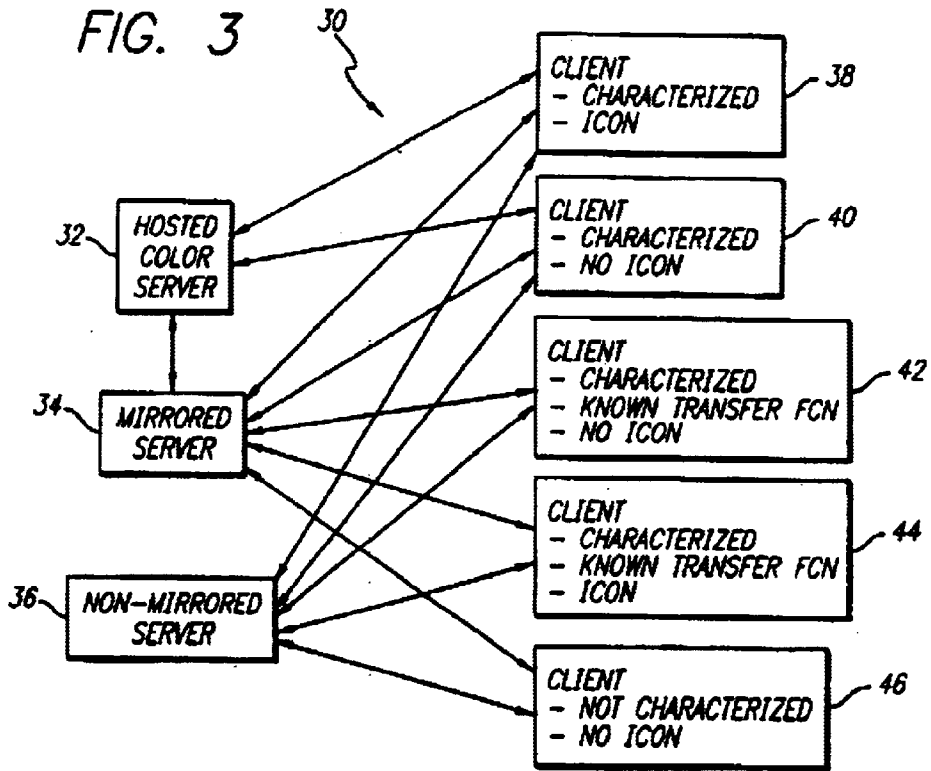 FIG. 3
30
CLIENT
- CHARACTERIZED
- ICON
38
32
HOSTED
COLOR
SERVER
CLIENT
- CHARACTERIZED
- NO ICON
40
34
MIRRORED
SERVER
CLIENT
- CHARACTERIZED
- KNOWN TRANSFER FCN
- NO ICON
42
CLIENT
- CHARACTERIZED
- KNOWN TRANSFER FCN
- ICON
44
36
NON-MIRRORED
SERVER
CLIENT
- NOT CHARACTERIZED
- NO ICON
46